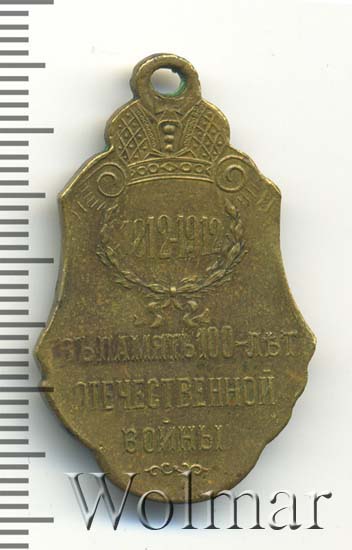 1812-1912
ВЪ ПАМЯТЬ 100-ЛѢТ
ОТЕЧЕСТВЕННОЙ
ВОЙНЫ
Wolmar